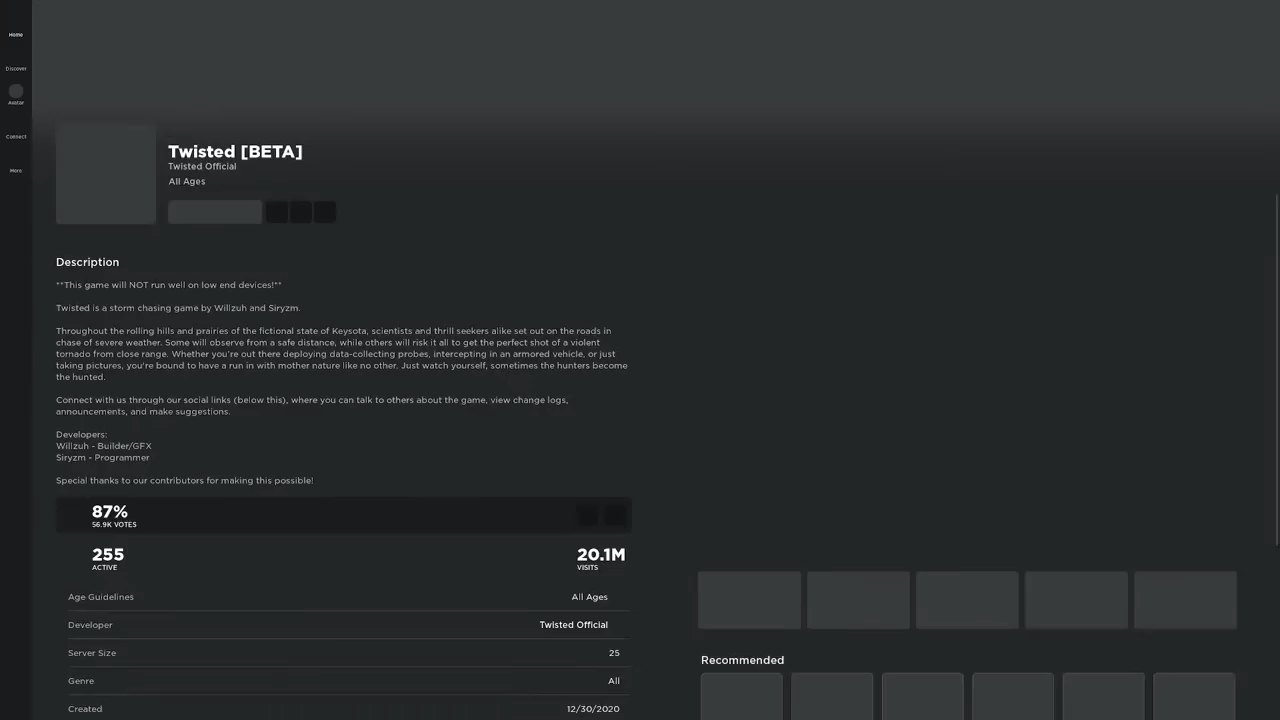 Home
Discover
Avatar
Connect
More
Twisted [BETA]
Twisted Official
All Ages
Description
**This game will NOT run well on low end devices!**
Twisted is a storm chasing game by Willzuh and Siryzm.
Throughout the rolling hills and prairies of the fictional state of Keysota, scientists and thrill seekers alike set out on the roads in
chase of severe weather. Some will observe from a safe distance, while others will risk it all to get the perfect shot of a violent
tornado from close range. Whether you're out there deploying data-collecting probes, intercepting in an armored vehicle, or just
taking pictures, you're bound to have a run in with mother nature like no other. Just watch yourself, sometimes the hunters become
the hunted.
Connect with us through our social links (below this), where you can talk to others about the game, view change logs,
announcements, and make suggestions.
Developers:
Willzuh - Builder/GFX
Siryzm - Programmer
Special thanks to our contributors for making this possible!
87%
56.9K VOTES
255
ACTIVE
20.1M
VISITS
Age Guidelines All Ages
Developer Twisted Official
Server Size 25
Genre All
Created 12/30/2020
Recommended